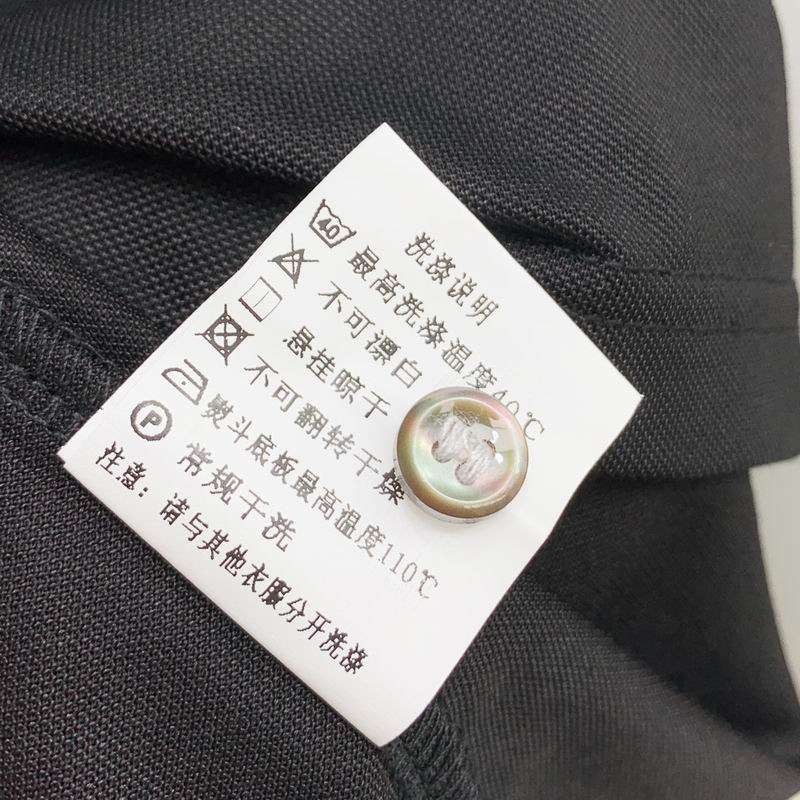 洗涤说明
40 最高洗涤温度40℃
不可漂白
悬挂晾干
不可翻转干燥
熨斗底板最高温度110℃
P 常规干洗
注意：请与其他衣服分开洗涤